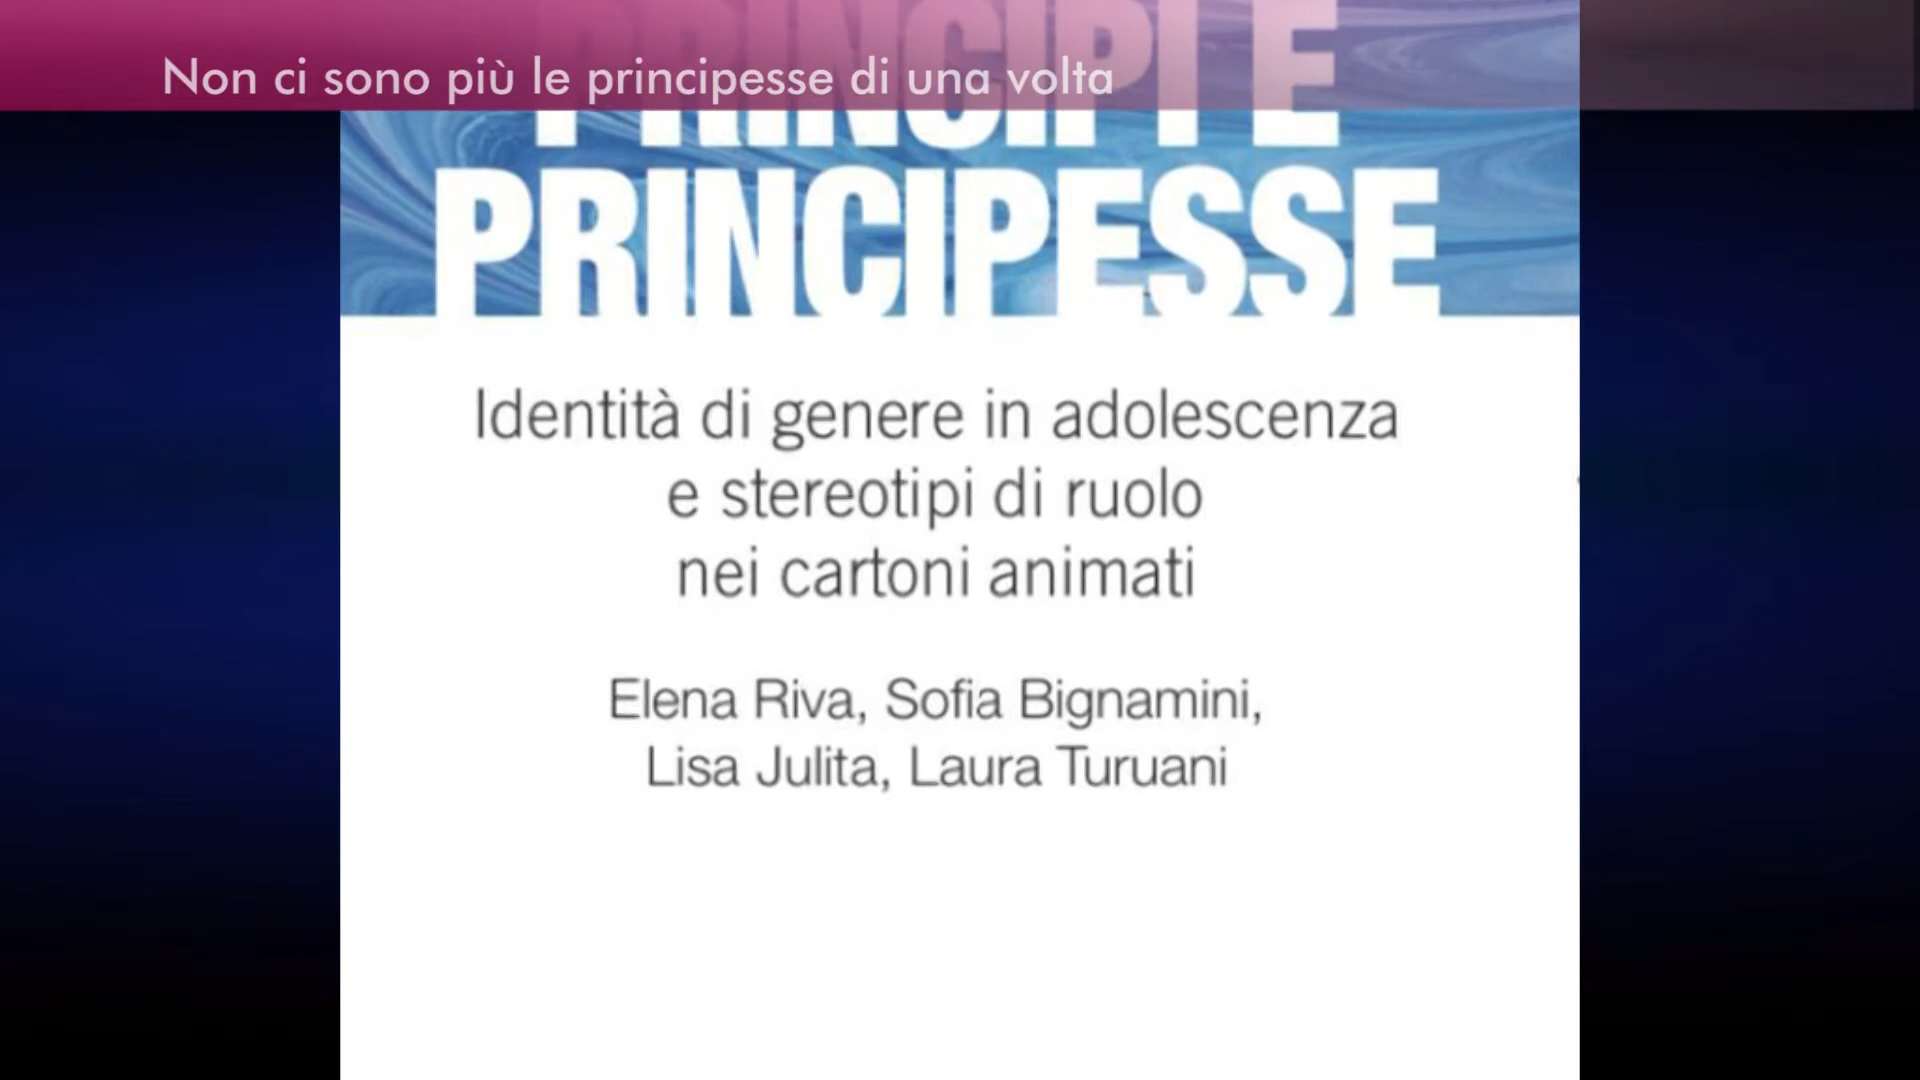 Non ci sono più le principesse di una volta
PRINCIPI E
PRINCIPESSE
Identità di genere in adolescenza
e stereotipi di ruolo
nei cartoni animati
Elena Riva, Sofia Bignamini,
Lisa Julita, Laura Turuani